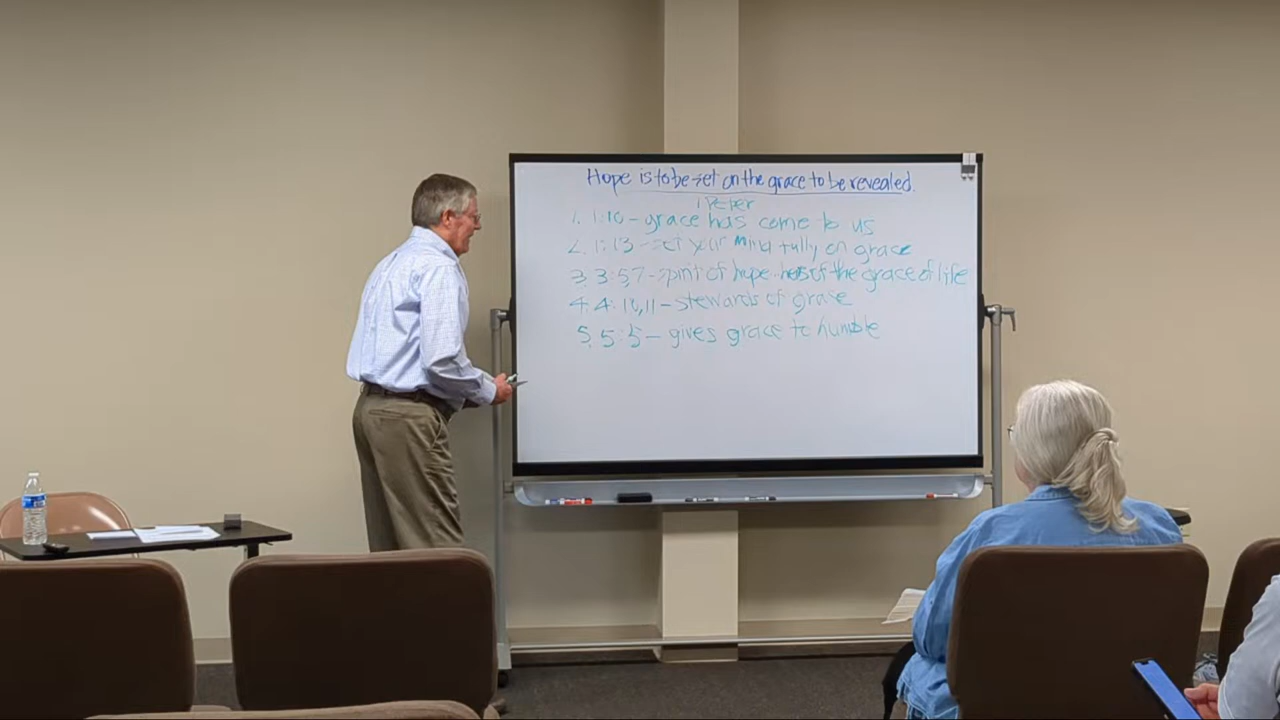 Hope is to be set on the grace to be revealed.
1 Peter
1. 1:10 - grace has come to us
2. 1:13 - set your mind fully on grace
3 3:5,7 - spirit of hope.. heirs of the grace of life
4 4:10,11 - stewards of grace
5. 5:5 - gives grace to humble